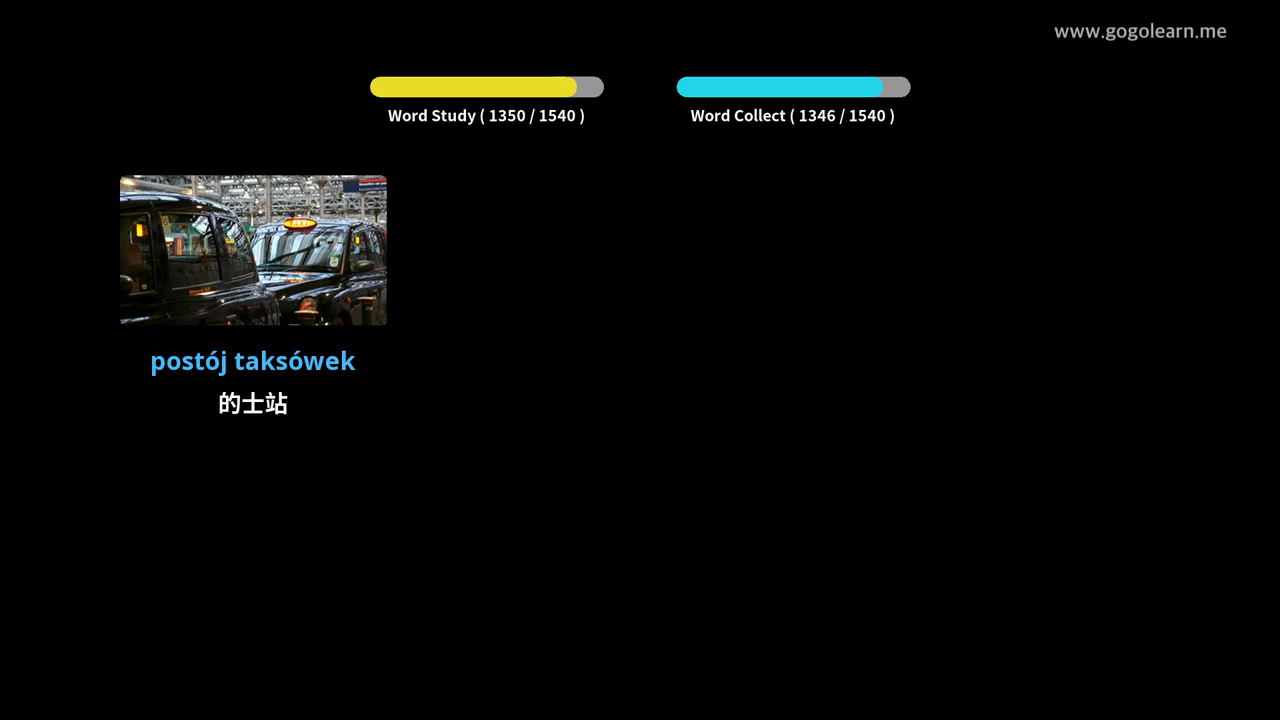 www.gogolearn.me
Word Study ( 1350 / 1540 )
Word Collect ( 1346 / 1540 )
postój taksówek
的士站